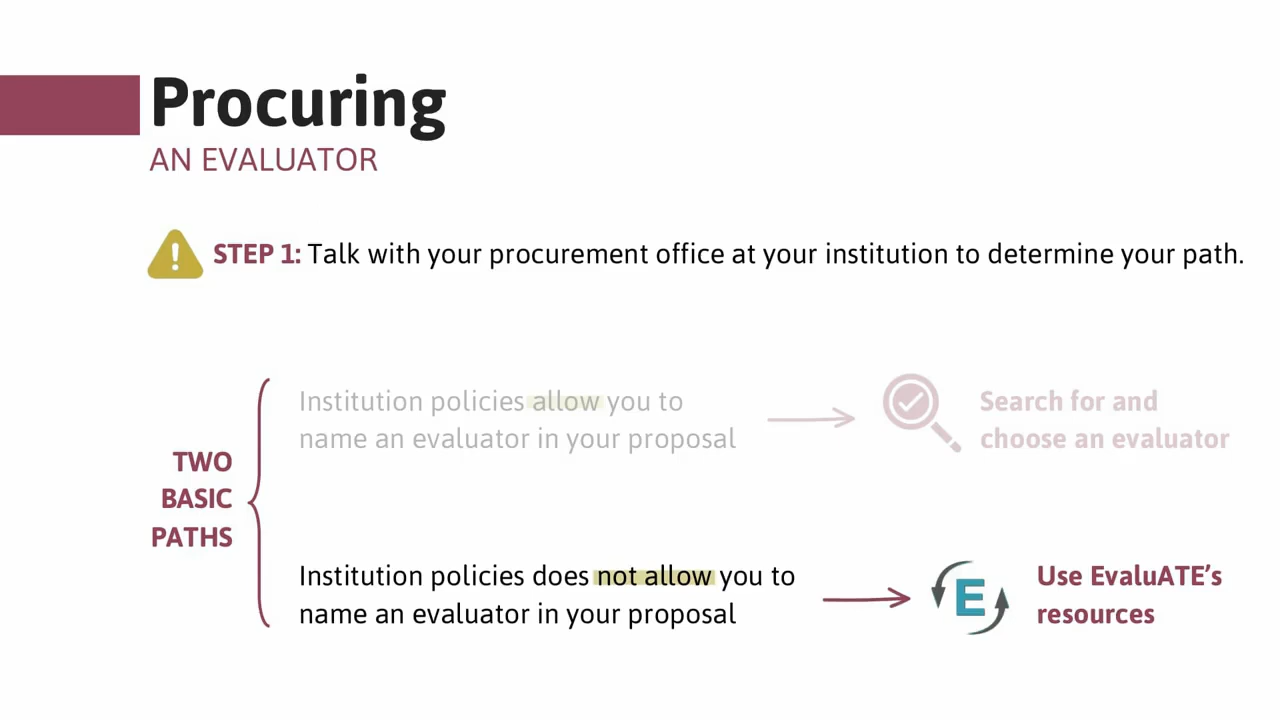 Procuring
AN EVALUATOR
STEP 1: Talk with your procurement office at your institution to determine your path.
TWO
BASIC
PATHS
Institution policies allow you to
name an evaluator in your proposal
Search for and
choose an evaluator
Institution policies does not allow you to
name an evaluator in your proposal
E
Use EvaluATE’s
resources